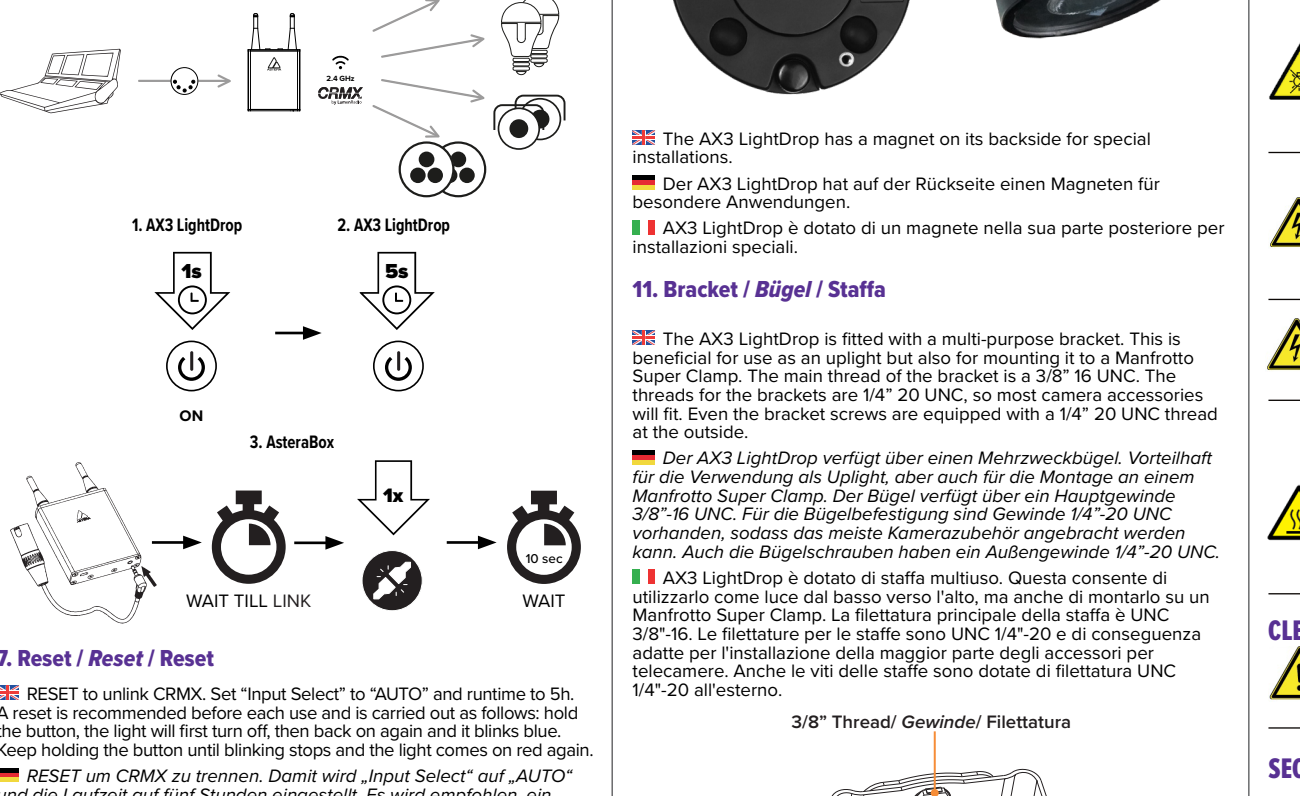 2.4 GHz
CRMX
by LumenRadio
1. AX3 LightDrop
2. AX3 LightDrop
1s
5s
ON
3. AsteraBox
1x
10 sec
WAIT TILL LINK
WAIT
7. Reset / Reset / Reset
RESET to unlink CRMX. Set “Input Select” to “AUTO” and runtime to 5h.
A reset is recommended before each use and is carried out as follows: hold
the button, the light will first turn off, then back on again and it blinks blue.
Keep holding the button until blinking stops and the light comes on red again.
RESET um CRMX zu trennen. Damit wird „Input Select“ auf „AUTO“
und die Laufzeit auf fünf Stunden eingestellt. Es wird empfohlen, ein
The AX3 LightDrop has a magnet on its backside for special
installations.
Der AX3 LightDrop hat auf der Rückseite einen Magneten für
besondere Anwendungen.
AX3 LightDrop è dotato di un magnete nella sua parte posteriore per
installazioni speciali.
11. Bracket / Bügel / Staffa
The AX3 LightDrop is fitted with a multi-purpose bracket. This is
beneficial for use as an uplight but also for mounting it to a Manfrotto
Super Clamp. The main thread of the bracket is a 3/8” 16 UNC. The
threads for the brackets are 1/4” 20 UNC, so most camera accessories
will fit. Even the bracket screws are equipped with a 1/4” 20 UNC thread
at the outside.
Der AX3 LightDrop verfügt über einen Mehrzweckbügel. Vorteilhaft
für die Verwendung als Uplight, aber auch für die Montage an einem
Manfrotto Super Clamp. Der Bügel verfügt über ein Hauptgewinde
3/8”-16 UNC. Für die Bügelbefestigung sind Gewinde 1/4”-20 UNC
vorhanden, sodass das meiste Kamerazubehör angebracht werden
kann. Auch die Bügelschrauben haben ein Außengewinde 1/4”-20 UNC.
AX3 LightDrop è dotato di staffa multiuso. Questa consente di
utilizzarlo come luce dal basso verso l'alto, ma anche di montarlo su un
Manfrotto Super Clamp. La filettatura principale della staffa è UNC
3/8"-16. Le filettature per le staffe sono UNC 1/4"-20 e di conseguenza
adatte per l'installazione della maggior parte degli accessori per
telecamere. Anche le viti delle staffe sono dotate di filettatura UNC
1/4"-20 all'esterno.
3/8” Thread/ Gewinde/ Filettatura